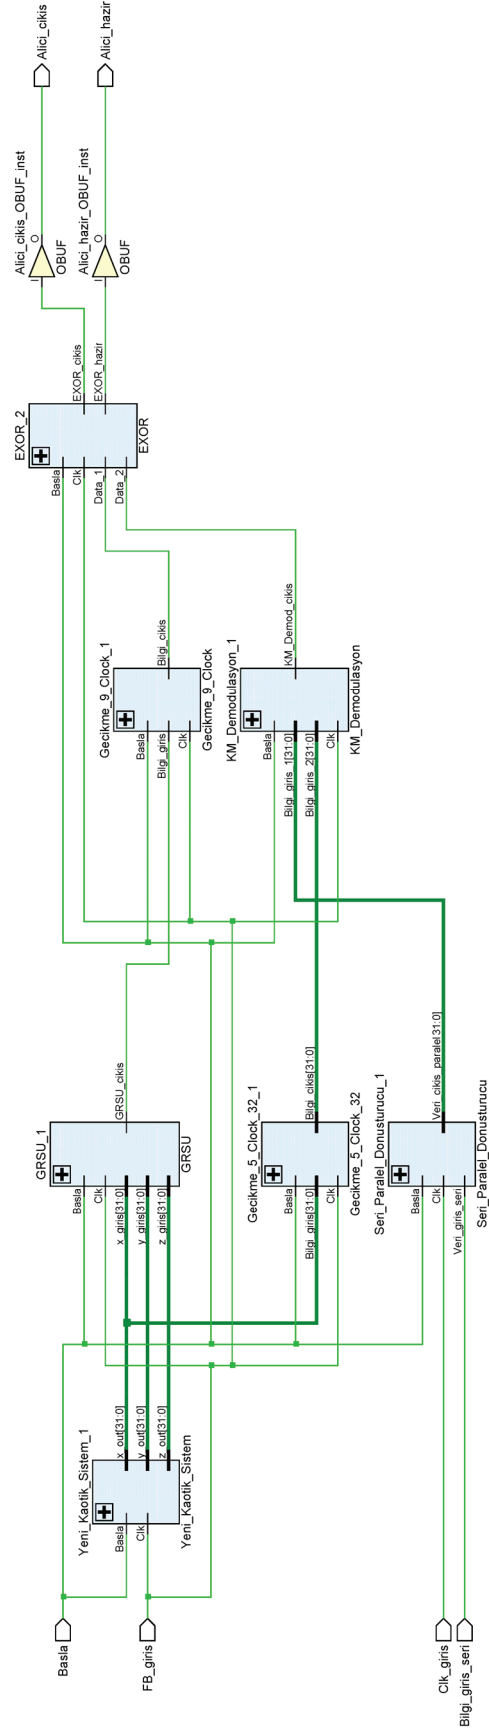 Basla
FB_giris
Clk_giris
Bilgi_giris_seri
Yeni_Kaotik_Sistem_1
Basla
Clk
x_out[31:0]
y_out[31:0]
z_out[31:0]
Yeni_Kaotik_Sistem
GRSU_1
Basla
Clk
x_giris[31:0]
y_giris[31:0]
z_giris[31:0]
GRSU_cikis
GRSU
Gecikme_5_Clock_32_1
Basla
Bilgi_giris[31:0]
Clk
Bilgi_cikis[31:0]
Gecikme_5_Clock_32
Seri_Paralel_Donusturucu_1
Basla
Clk
Veri_giris_seri
Veri_cikis_paralel[31:0]
Seri_Paralel_Donusturucu
Gecikme_9_Clock_1
Basla
Bilgi_giris
Clk
Bilgi_cikis
Gecikme_9_Clock
KM_Demodulasyon_1
Basla
Bilgi_giris_1[31:0]
Bilgi_giris_2[31:0]
Clk
KM_Demod_cikis
KM_Demodulasyon
EXOR_2
Basla
Clk
Data_1
Data_2
EXOR_cikis
EXOR_hazir
EXOR
Alici_cikis_OBUF_inst
I
O
OBUF
Alici_hazir_OBUF_inst
I
O
OBUF
Alici_cikis
Alici_hazir